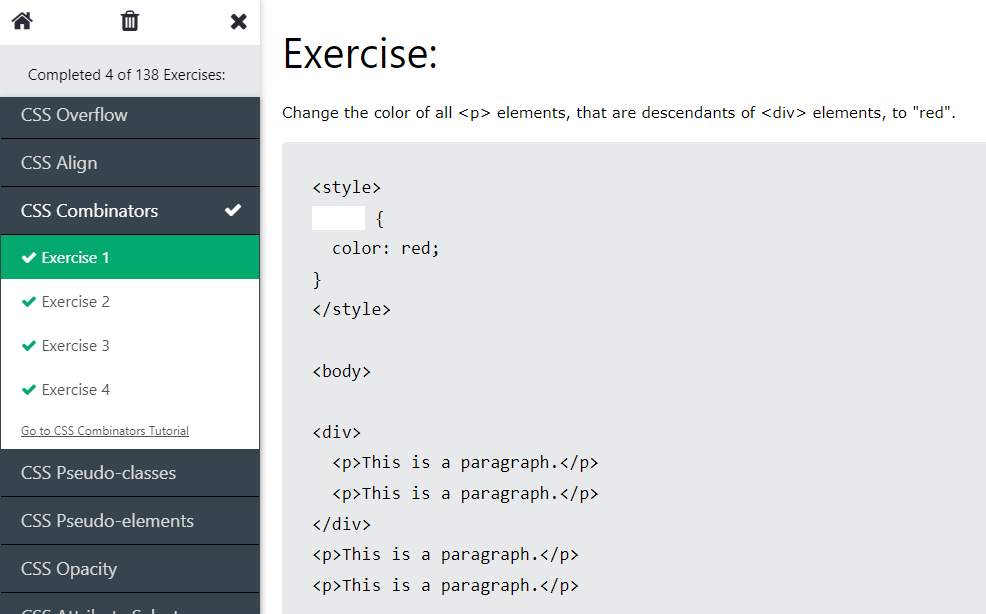 Completed 4 of 138 Exercises:
CSS Overflow
CSS Align
CSS Combinators
Exercise 1
Exercise 2
Exercise 3
Exercise 4
Go to CSS Combinators Tutorial
CSS Pseudo-classes
CSS Pseudo-elements
CSS Opacity
Exercise:
Change the color of all <p> elements, that are descendants of <div> elements, to "red".
<style>
{
color: red;
}
</style>
<body>
<div>
<p>This is a paragraph.</p>
<p>This is a paragraph.</p>
</div>
<p>This is a paragraph.</p>
<p>This is a paragraph.</p>